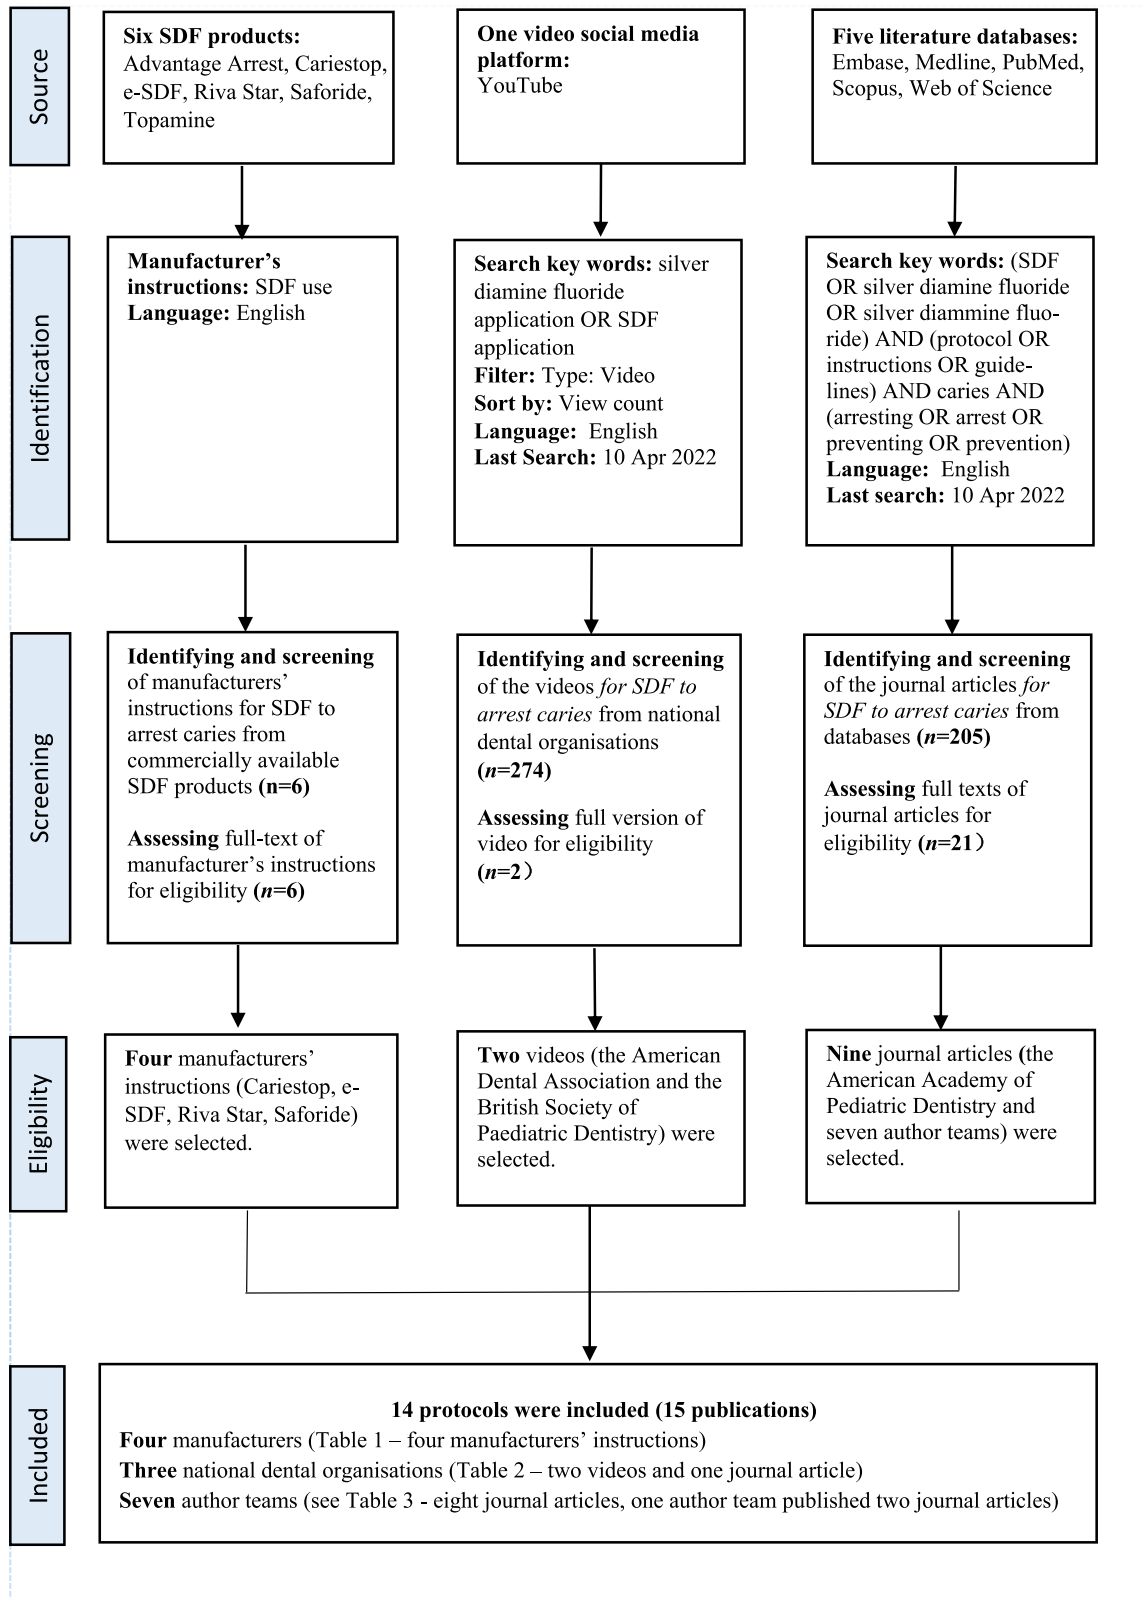 Source
Six SDF products:
Advantage Arrest, Cariestop,
e-SDF, Riva Star, Saforide,
Topamine
One video social media
platform:
YouTube
Five literature databases:
Embase, Medline, PubMed,
Scopus, Web of Science
Identification
Manufacturer’s
instructions: SDF use
Language: English
Search key words: silver
diamine fluoride
application OR SDF
application
Filter: Type: Video
Sort by: View count
Language: English
Last Search: 10 Apr 2022
Search key words: (SDF
OR silver diamine fluoride
OR silver diammine fluo-
ride) AND (protocol OR
instructions OR guide-
lines) AND caries AND
(arresting OR arrest OR
preventing OR prevention)
Language: English
Last search: 10 Apr 2022
Screening
Identifying and screening
of manufacturers’
instructions for SDF to
arrest caries from
commercially available
SDF products (n=6)
Assessing full-text of
manufacturer’s instructions
for eligibility (n=6)
Identifying and screening
of the videos for SDF to
arrest caries from national
dental organisations
(n=274)
Assessing full version of
video for eligibility
(n=2）
Identifying and screening
of the journal articles for
SDF to arrest caries from
databases (n=205)
Assessing full texts of
journal articles for
eligibility (n=21）
Eligibility
Four manufacturers’
instructions (Cariestop, e-
SDF, Riva Star, Saforide)
were selected.
Two videos (the American
Dental Association and the
British Society of
Paediatric Dentistry) were
selected.
Nine journal articles (the
American Academy of
Pediatric Dentistry and
seven author teams) were
selected.
Included
14 protocols were included (15 publications)
Four manufacturers (Table 1 – four manufacturers’ instructions)
Three national dental organisations (Table 2 – two videos and one journal article)
Seven author teams (see Table 3 - eight journal articles, one author team published two journal articles)